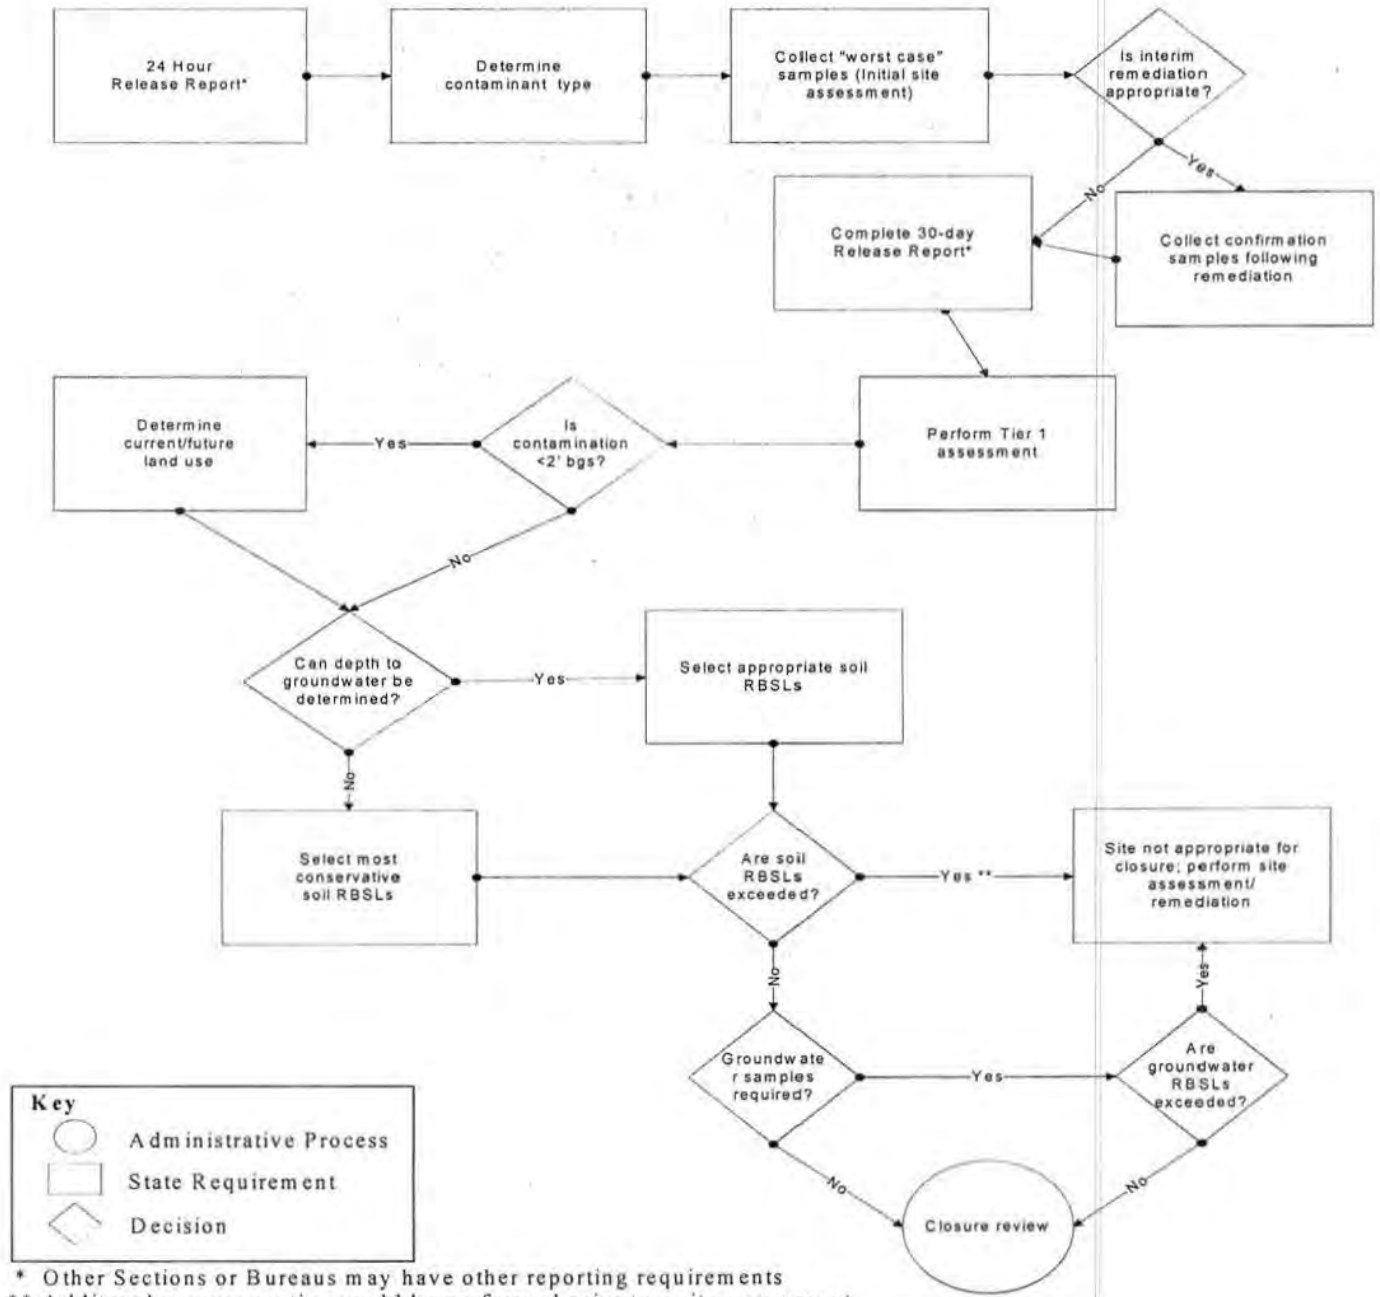 24 Hour
Release Report*
Determine
contaminant type
Collect "worst case"
samples (Initial site
assessment)
Is interim
remediation
appropriate?
Yes
No
Complete 30-day
Release Report*
Collect confirmation
samples following
remediation
Determine
current/future
land use
Yes
Is
contamination
<2' bgs?
Perform Tier 1
assessment
No
Can depth to
groundwater be
determined?
Yes
Select appropriate soil
RBSLs
No
Select most
conservative
soil RBSLs
Are soil
RBSLs
exceeded?
Yes **
Site not appropriate for
closure; perform site
assessment/
remediation
No
Yes
Groundwate
r samples
required?
Yes
Are
groundwater
RBSLs
exceeded?
No
No
Closure review
Key
Administrative Process
State Requirement
Decision
* Other Sections or Bureaus may have other reporting requirements